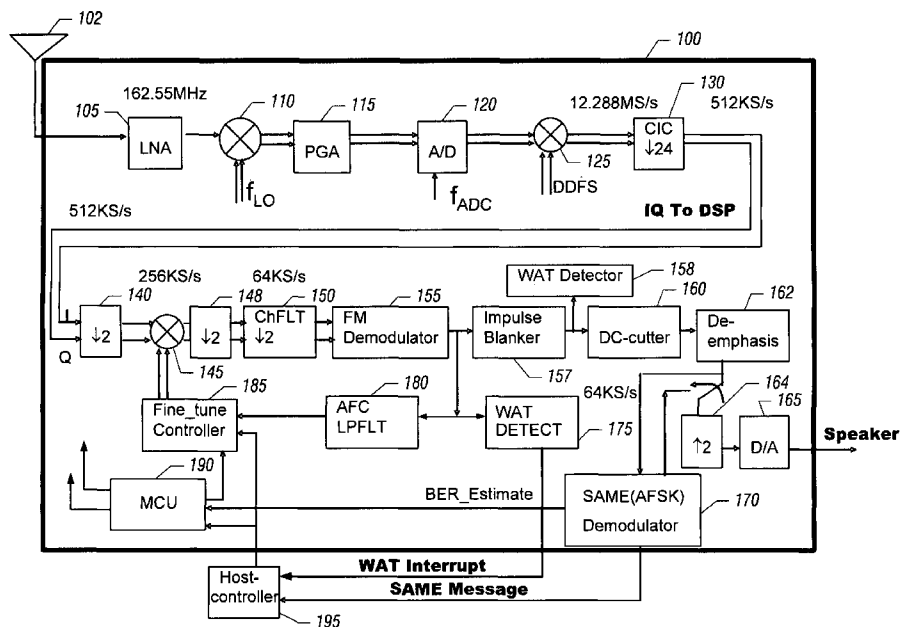 102
100
162.55MHz
105
LNA
110
f_LO
115
PGA
120
A/D
f_ADC
12.288MS/s
125
DDFS
130
CIC
↓24
512KS/s
IQ To DSP
512KS/s
I
Q
140
↓2
256KS/s
145
148
↓2
64KS/s
150
ChFLT
↓2
155
FM
Demodulator
Impulse
Blanker
157
WAT Detector
158
160
DC-cutter
162
De-
emphasis
64KS/s
164
↑2
165
D/A
Speaker
185
Fine_tune
Controller
180
AFC
LPFLT
WAT
DETECT
175
190
MCU
BER_Estimate
SAME(AFSK)
Demodulator
170
WAT Interrupt
SAME Message
Host-
controller
195